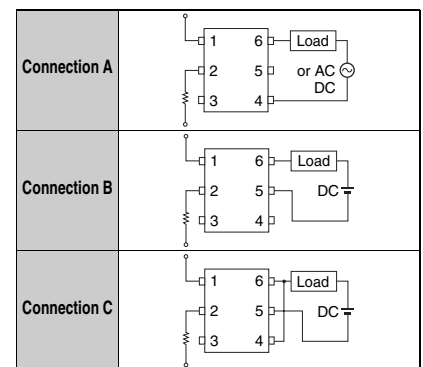 Connection A
1 6 Load
2 5 or AC
DC
3 4
Connection B
1 6 Load
2 5 DC
3 4
Connection C
1 6 Load
2 5 DC
3 4